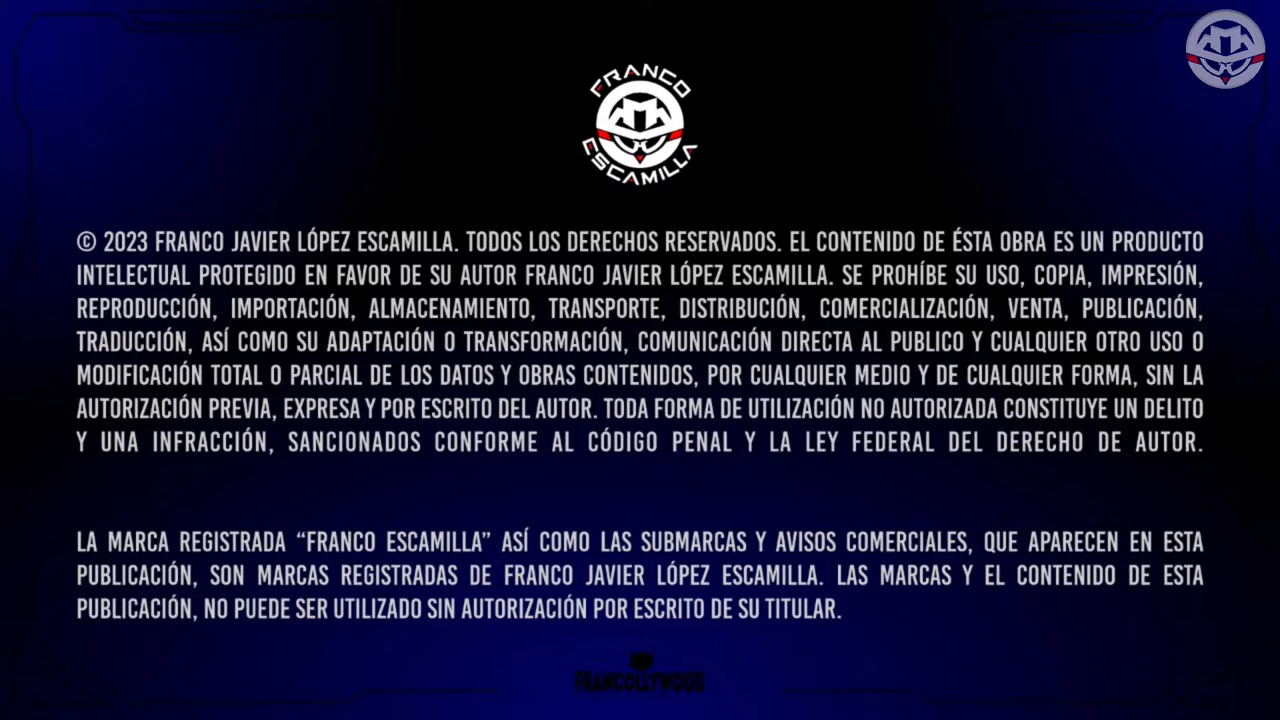 FRANCO
ESCAMILLA
© 2023 FRANCO JAVIER LÓPEZ ESCAMILLA. TODOS LOS DERECHOS RESERVADOS. EL CONTENIDO DE ÉSTA OBRA ES UN PRODUCTO
INTELECTUAL PROTEGIDO EN FAVOR DE SU AUTOR FRANCO JAVIER LÓPEZ ESCAMILLA. SE PROHÍBE SU USO, COPIA, IMPRESIÓN,
REPRODUCCIÓN, IMPORTACIÓN, ALMACENAMIENTO, TRANSPORTE, DISTRIBUCIÓN, COMERCIALIZACIÓN, VENTA, PUBLICACIÓN,
TRADUCCIÓN, ASÍ COMO SU ADAPTACIÓN O TRANSFORMACIÓN, COMUNICACIÓN DIRECTA AL PUBLICO Y CUALQUIER OTRO USO O
MODIFICACIÓN TOTAL O PARCIAL DE LOS DATOS Y OBRAS CONTENIDOS, POR CUALQUIER MEDIO Y DE CUALQUIER FORMA, SIN LA
AUTORIZACIÓN PREVIA, EXPRESA Y POR ESCRITO DEL AUTOR. TODA FORMA DE UTILIZACIÓN NO AUTORIZADA CONSTITUYE UN DELITO
Y UNA INFRACCIÓN, SANCIONADOS CONFORME AL CÓDIGO PENAL Y LA LEY FEDERAL DEL DERECHO DE AUTOR.
LA MARCA REGISTRADA “FRANCO ESCAMILLA” ASÍ COMO LAS SUBMARCAS Y AVISOS COMERCIALES, QUE APARECEN EN ESTA
PUBLICACIÓN, SON MARCAS REGISTRADAS DE FRANCO JAVIER LÓPEZ ESCAMILLA. LAS MARCAS Y EL CONTENIDO DE ESTA
PUBLICACIÓN, NO PUEDE SER UTILIZADO SIN AUTORIZACIÓN POR ESCRITO DE SU TITULAR.
FRANCOLLYWOOD